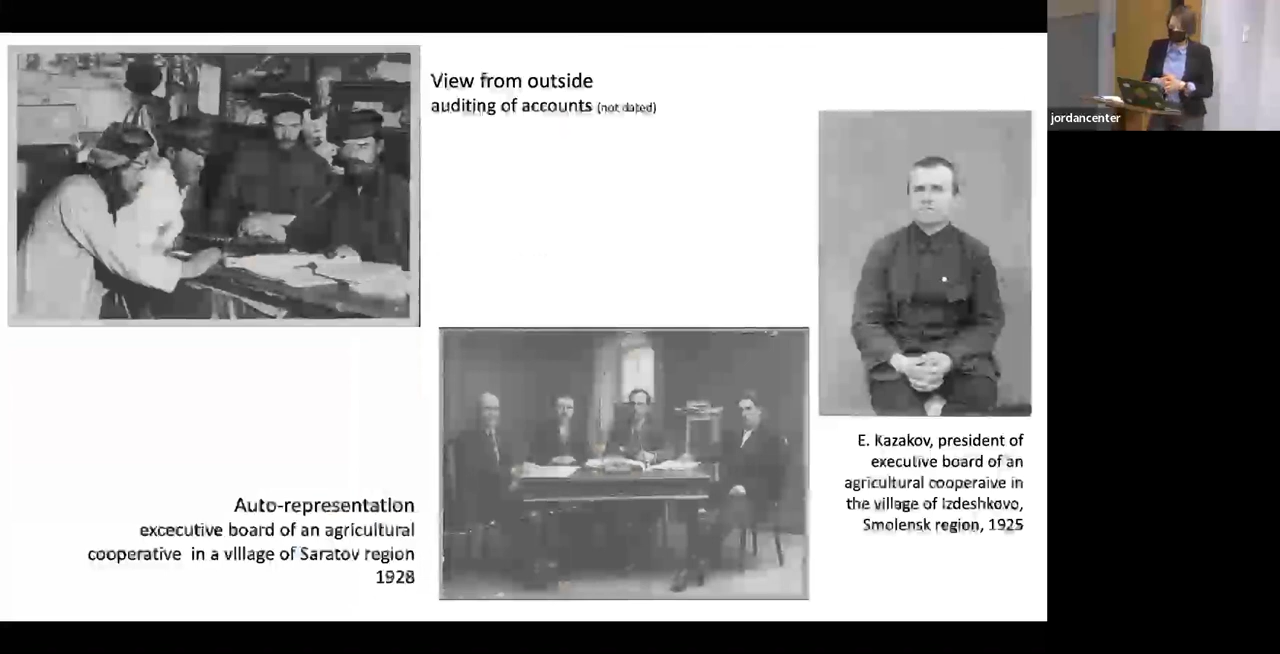 View from outside
auditing of accounts (not dated)
jordancenter
E. Kazakov, president of
executive board of an
agricultural cooperaive in
the village of Izdeshkovo,
Smolensk region, 1925
Auto-representation
excecutive board of an agricultural
cooperative in a village of Saratov region
1928